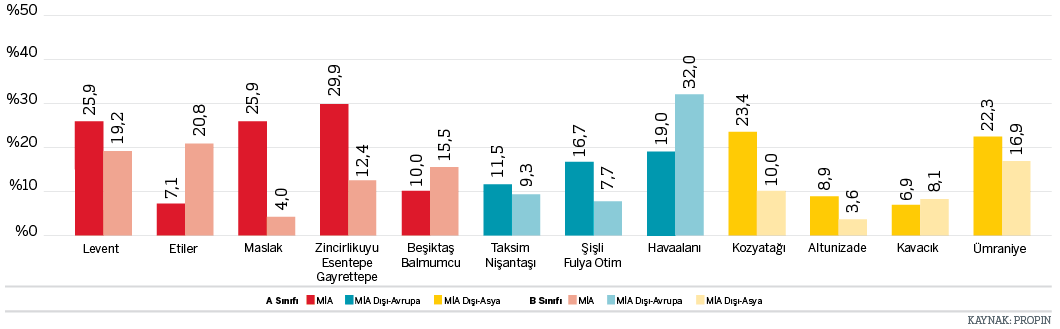 %50
%40
%30
%20
%10
%0
25,9
19,2
7,1
20,8
25,9
4,0
29,9
12,4
10,0
15,5
11,5
9,3
16,7
7,7
19,0
32,0
23,4
10,0
8,9
3,6
6,9
8,1
22,3
16,9
Levent
Etiler
Maslak
Zincirlikuyu
Esentepe
Gayrettepe
Beşiktaş
Balmumcu
Taksim
Nişantaşı
Şişli
Fulya Otim
Havaalanı
Kozyatağı
Altunizade
Kavacık
Ümraniye
A Sınıfı MİA MİA Dışı-Avrupa MİA Dışı-Asya B Sınıfı MİA MİA Dışı-Avrupa MİA Dışı-Asya
KAYNAK: PROPIN